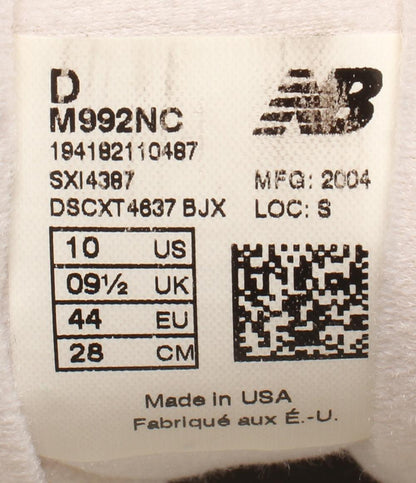 D
M992NC
194182110487
SXI4387
DSCXT4637 BJX
NB
MFG: 2004
LOC: S
10 US
09½ UK
44 EU
28 CM
Made in USA
Fabriqué aux É.-U.